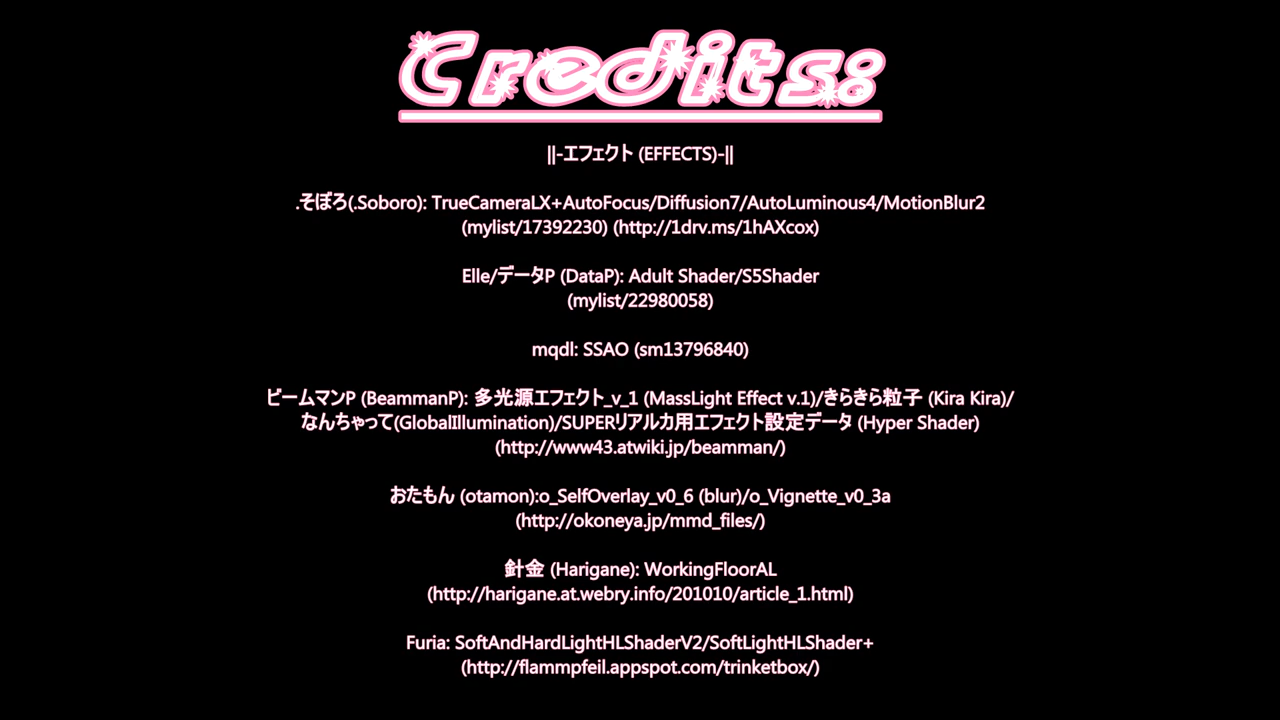 Credits:
||-エフェクト (EFFECTS)-||
.そぼろ(.Soboro): TrueCameraLX+AutoFocus/Diffusion7/AutoLuminous4/MotionBlur2
(mylist/17392230) (http://1drv.ms/1hAXcox)
Elle/データP (DataP): Adult Shader/S5Shader
(mylist/22980058)
mqdl: SSAO (sm13796840)
ビームマンP (BeammanP): 多光源エフェクト_v_1 (MassLight Effect v.1)/きらきら粒子 (Kira Kira)/
なんちゃって(GlobalIllumination)/SUPERリアルカ用エフェクト設定データ (Hyper Shader)
(http://www43.atwiki.jp/beamman/)
おたもん (otamon):o_SelfOverlay_v0_6 (blur)/o_Vignette_v0_3a
(http://okoneya.jp/mmd_files/)
針金 (Harigane): WorkingFloorAL
(http://harigane.at.webry.info/201010/article_1.html)
Furia: SoftAndHardLightHLShaderV2/SoftLightHLShader+
(http://flammpfeil.appspot.com/trinketbox/)